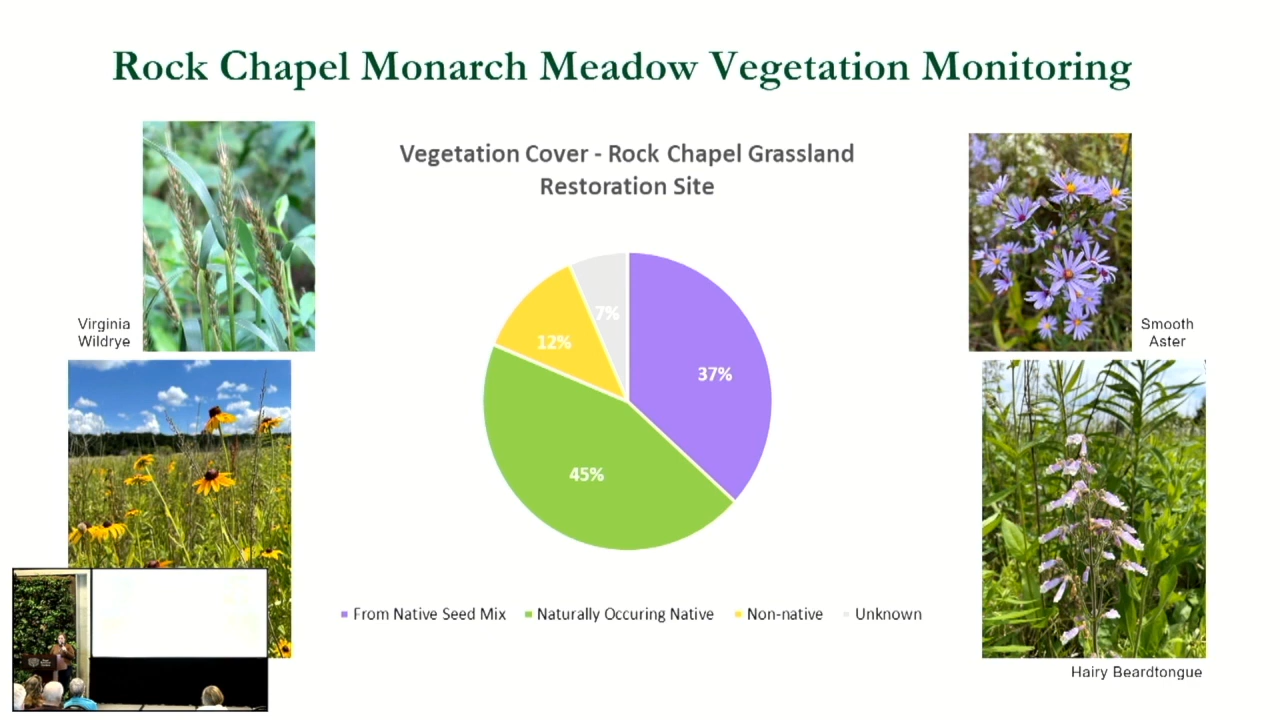 Rock Chapel Monarch Meadow Vegetation Monitoring
Vegetation Cover - Rock Chapel Grassland
Restoration Site
Virginia
Wildrye
Smooth
Aster
7%
12%
37%
45%
From Native Seed Mix
Naturally Occuring Native
Non-native
Unknown
Hairy Beardtongue